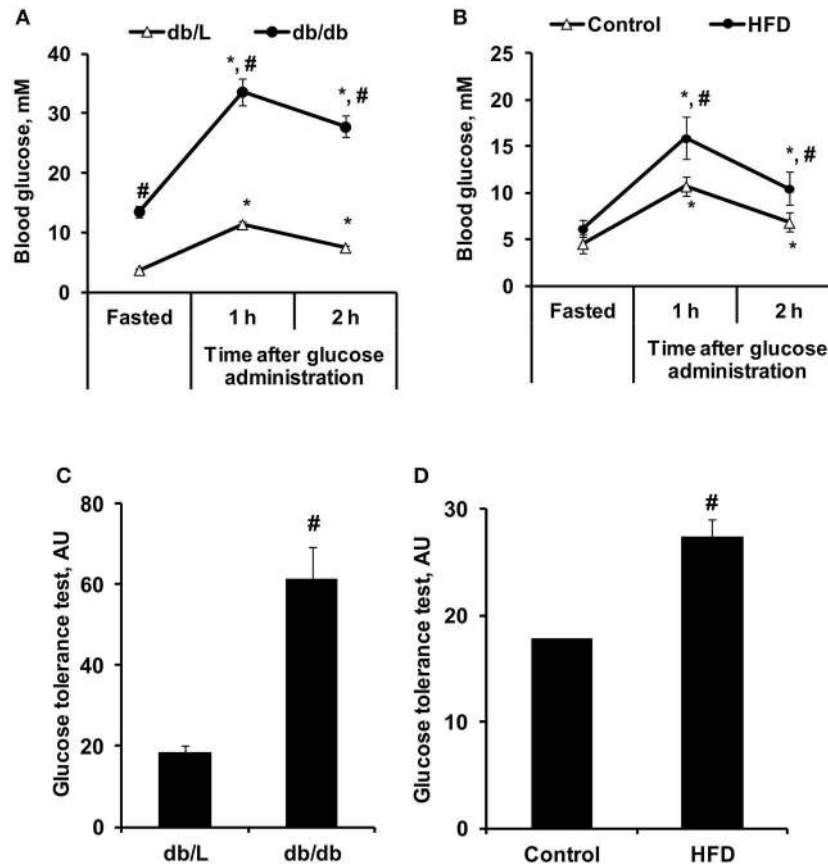 A
db/L db/db
Blood glucose, mM
40
30
20
10
0
*, #
*, #
#
*
*
Fasted 1 h 2 h
Time after glucose
administration
B
Control HFD
Blood glucose, mM
25
20
15
10
5
0
*, #
*, #
*
*
Fasted 1 h 2 h
Time after glucose
administration
C
Glucose tolerance test, AU
80
60
40
20
0
#
db/L db/db
D
Glucose tolerance test, AU
30
20
10
0
#
Control HFD